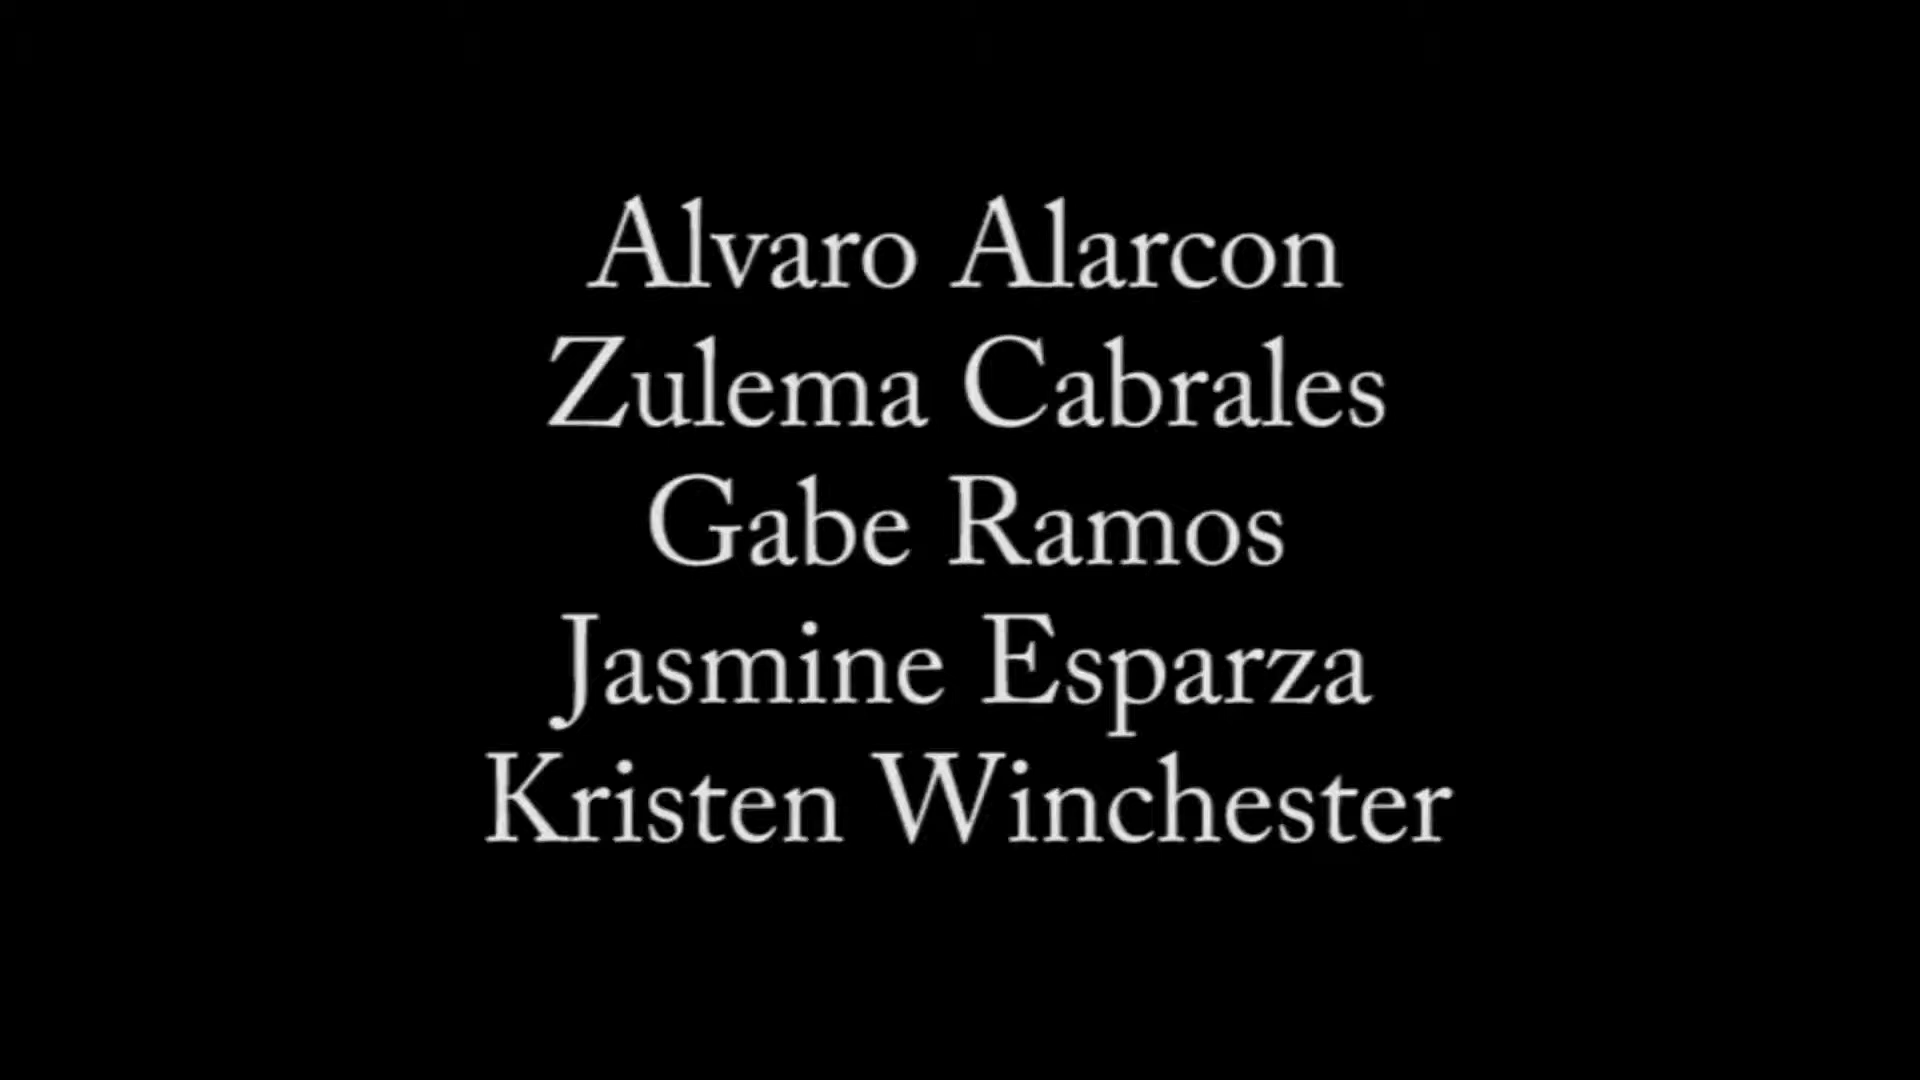 Alvaro Alarcon
Zulema Cabrales
Gabe Ramos
Jasmine Esparza
Kristen Winchester